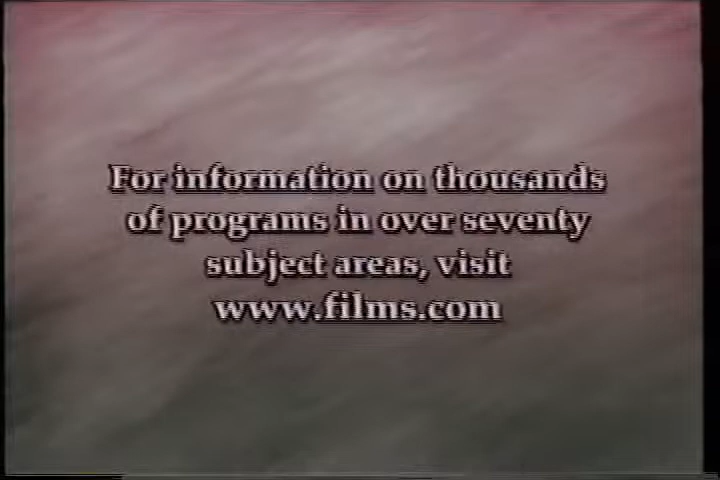 For information on thousands
of programs in over seventy
subject areas, visit
www.films.com